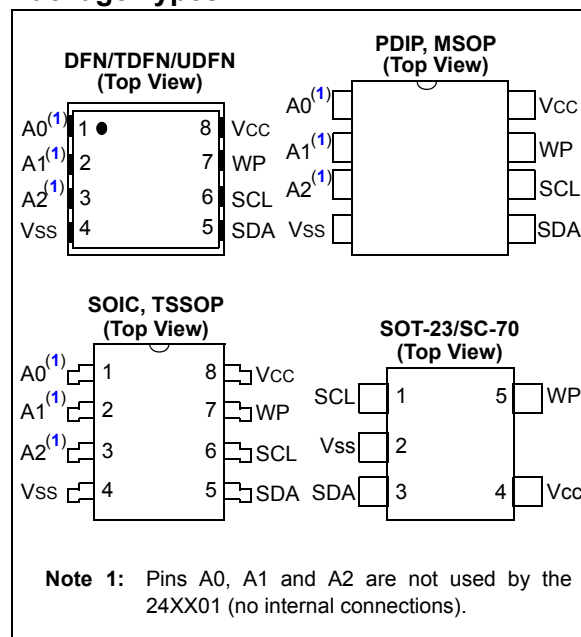 DFN/TDFN/UDFN
(Top View)
A0(1) 1 8 VCC
A1(1) 2 7 WP
A2(1) 3 6 SCL
VSS 4 5 SDA
PDIP, MSOP
(Top View)
A0(1) VCC
A1(1) WP
A2(1) SCL
VSS SDA
SOIC, TSSOP
(Top View)
A0(1) 1 8 VCC
A1(1) 2 7 WP
A2(1) 3 6 SCL
VSS 4 5 SDA
SOT-23/SC-70
(Top View)
SCL 1 5 WP
Vss 2
SDA 3 4 Vcc
Note 1: Pins A0, A1 and A2 are not used by the
24XX01 (no internal connections).